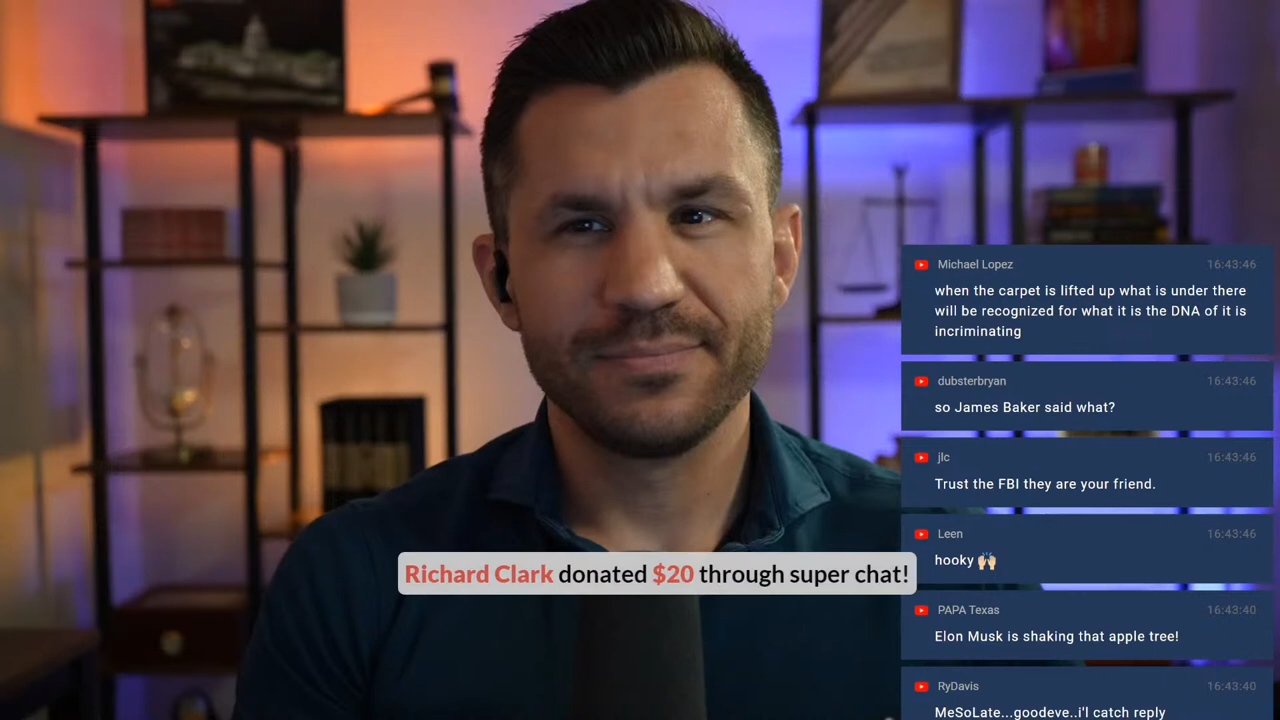 Michael Lopez 16:43:46
when the carpet is lifted up what is under there
will be recognized for what it is the DNA of it is
incriminating
dubsterbryan 16:43:46
so James Baker said what?
jlc 16:43:46
Trust the FBI they are your friend.
Leen 16:43:46
hooky 🙌🏼
Richard Clark donated $20 through super chat!
PAPA Texas 16:43:40
Elon Musk is shaking that apple tree!
RyDavis 16:43:40
MeSoLate...goodeve..i'l catch reply